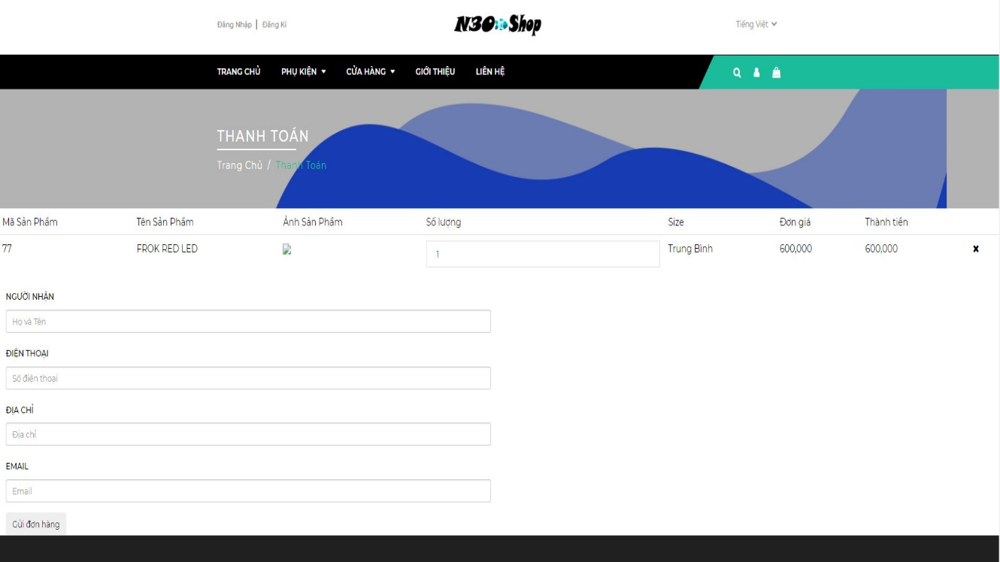 Đăng Nhập | Đăng Kí
N30 Shop
Tiếng Việt
TRANG CHỦ PHỤ KIỆN CỬA HÀNG GIỚI THIỆU LIÊN HỆ
THANH TOÁN
Trang Chủ / Thanh Toán
Mã Sản Phẩm Tên Sản Phẩm Ảnh Sản Phẩm Số lượng Size Đơn giá Thành tiền
77 FROK RED LED 1 Trung Bình 600,000 600,000
NGƯỜI NHẬN
Họ và Tên
ĐIỆN THOẠI
Số điện thoại
ĐỊA CHỈ
Địa chỉ
EMAIL
Email
Gửi đơn hàng